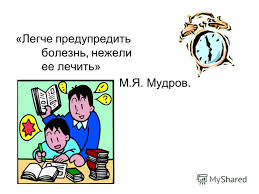 «Легче предупредить
болезнь, нежели
ее лечить»
М.Я. Мудров.
MyShared